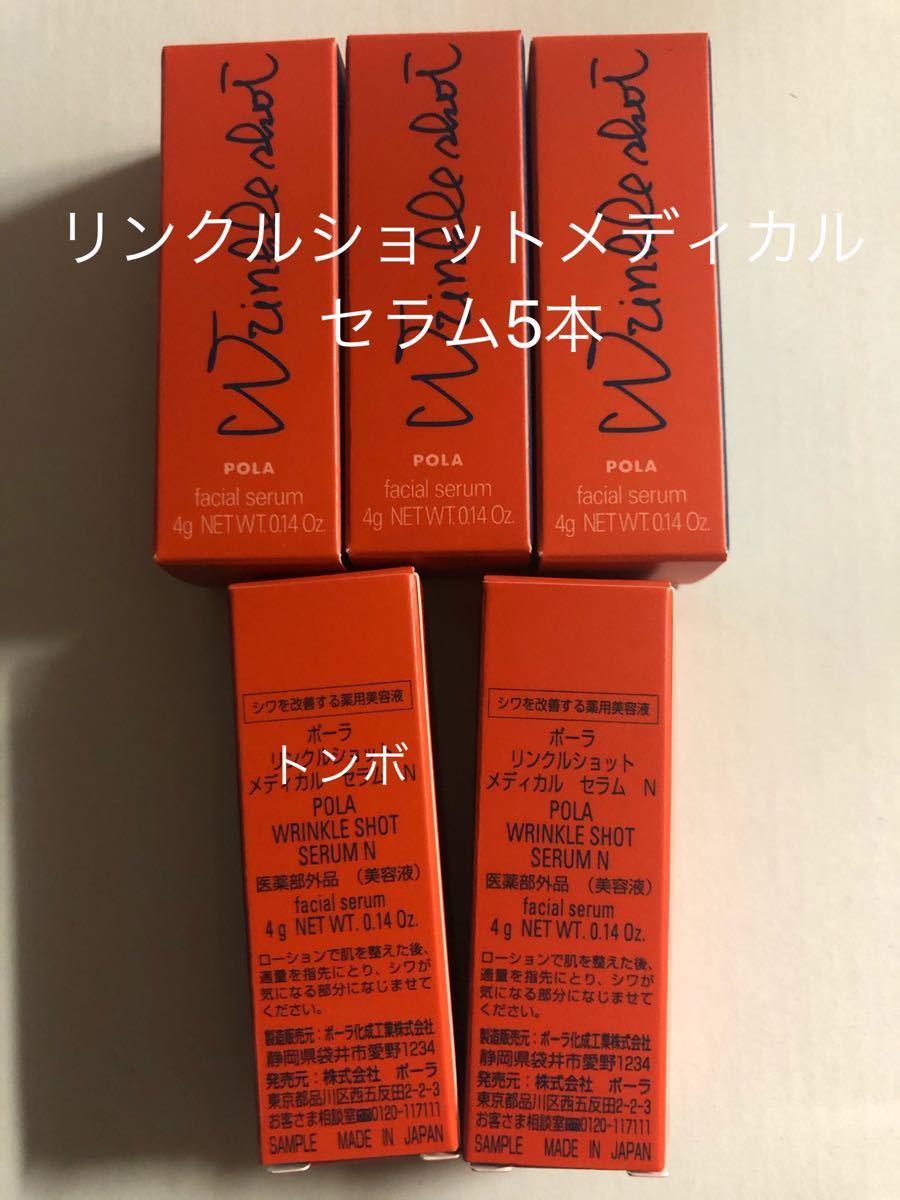 Wrinkle shot
POLA
facial serum
4g NET WT. 0.14 Oz.
Wrinkle shot
POLA
facial serum
4g NET WT. 0.14 Oz.
Wrinkle shot
POLA
facial serum
4g NET WT. 0.14 Oz.
リンクルショットメディカル
セラム5本
シワを改善する薬用美容液
ポーラ
リンクルショット
メディカル セラム N
POLA
WRINKLE SHOT
SERUM N
医薬部外品 (美容液)
facial serum
4 g NET WT. 0.14 Oz.
ローションで肌を整えた後、
適量を指先にとり、シワが
気になる部分になじませて
ください。
製造販売元:ポーラ化成工業株式会社
静岡県袋井市愛野1234
発売元:株式会社 ポーラ
東京都品川区西五反田2-2-3
お客さま相談室0120-117111
SAMPLE MADE IN JAPAN
トンボ
シワを改善する薬用美容液
ポーラ
リンクルショット
メディカル セラム N
POLA
WRINKLE SHOT
SERUM N
医薬部外品 (美容液)
facial serum
4 g NET WT. 0.14 Oz.
ローションで肌を整えた後、
適量を指先にとり、シワが
気になる部分になじませて
ください。
製造販売元:ポーラ化成工業株式会社
静岡県袋井市愛野1234
発売元:株式会社 ポーラ
東京都品川区西五反田2-2-3
お客さま相談室0120-117111
SAMPLE MADE IN JAPAN